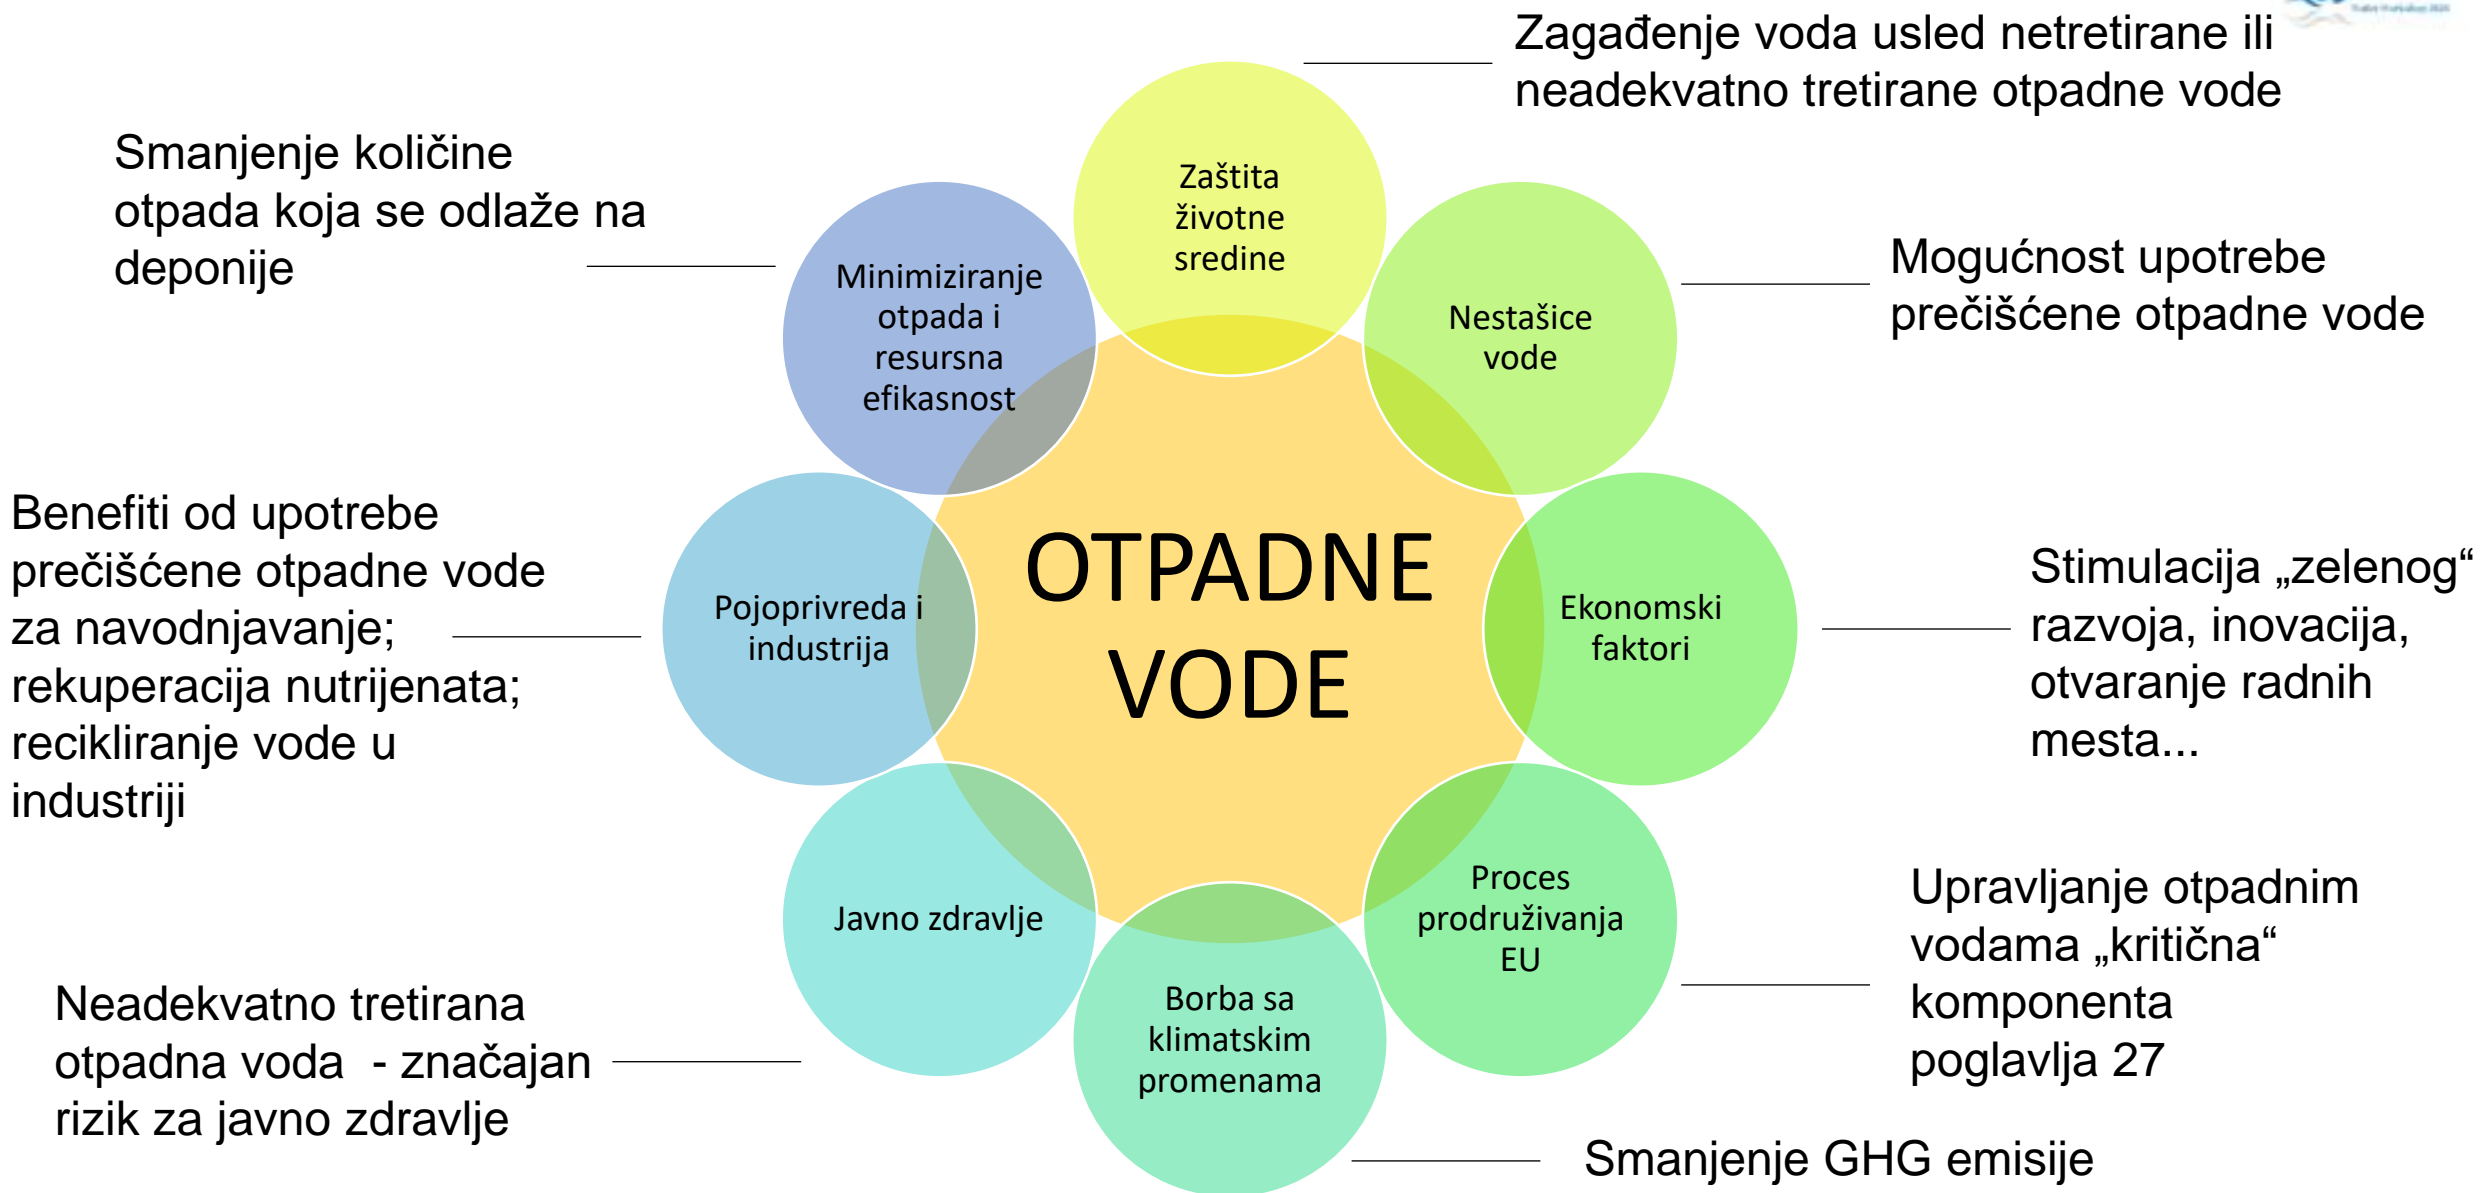 Zagađenje voda usled netretirane ili
neadekvatno tretirane otpadne vode
Smanjenje količine
otpada koja se odlaže na
deponije
Zaštita
životne
sredine
Minimiziranje
otpada i
resursna
efikasnost
Nestašice
vode
Mogućnost upotrebe
prečišćene otpadne vode
Benefiti od upotrebe
prečišćene otpadne vode
za navodnjavanje;
rekuperacija nutrijenata;
recikliranje vode u
industriji
Pojoprivreda i
industrija
OTPADNE
VODE
Ekonomski
faktori
Stimulacija „zelenog“
razvoja, inovacija,
otvaranje radnih
mesta...
Javno zdravlje
Proces
prodruživanja
EU
Upravljanje otpadnim
vodama „kritična“
komponenta
poglavlja 27
Neadekvatno tretirana
otpadna voda  - značajan
rizik za javno zdravlje
Borba sa
klimatskim
promenama
Smanjenje GHG emisije